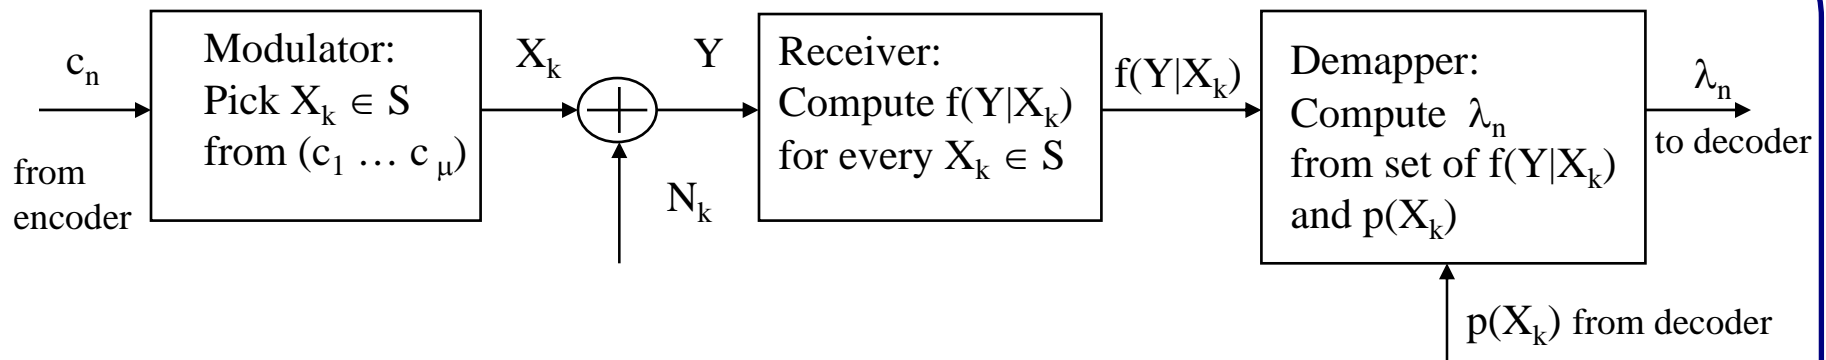 c_n
from
encoder
Modulator:
Pick X_k ∈ S
from (c_1 … c_μ)
X_k
N_k
Y
Receiver:
Compute f(Y|X_k)
for every X_k ∈ S
f(Y|X_k)
Demapper:
Compute λ_n
from set of f(Y|X_k)
and p(X_k)
λ_n
to decoder
p(X_k) from decoder